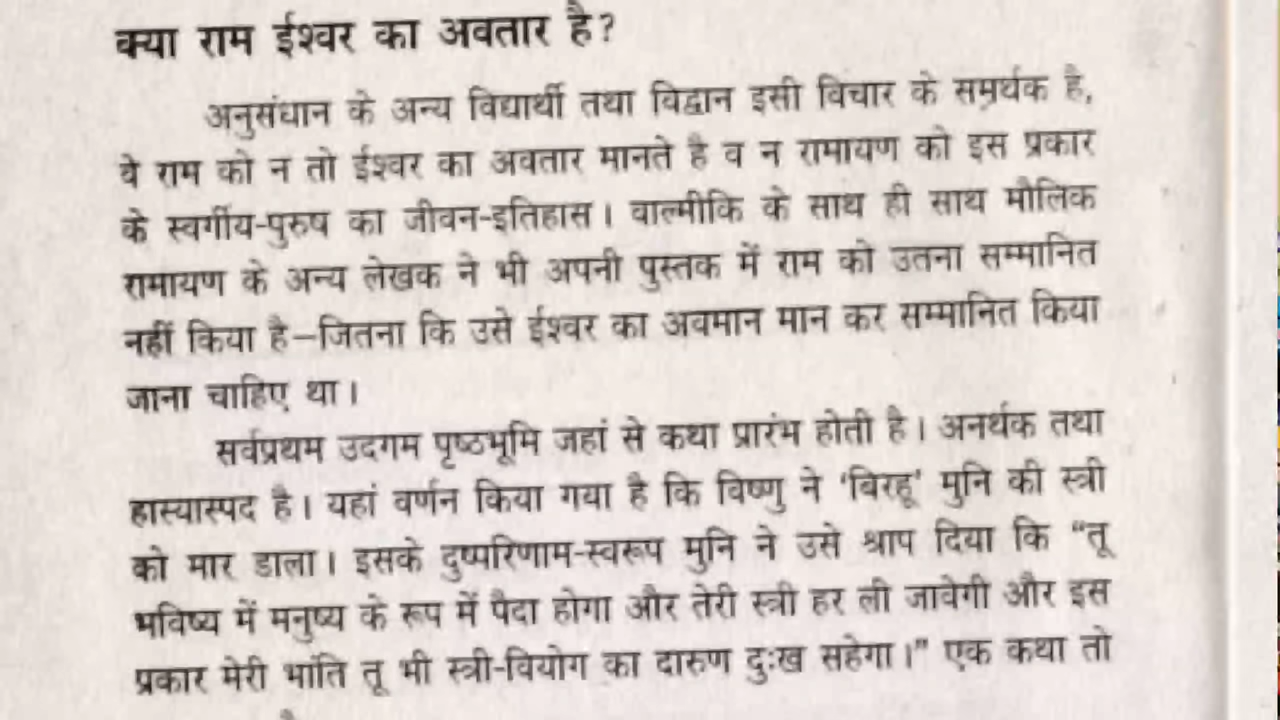 क्या राम ईश्वर का अवतार है?
अनुसंधान के अन्य विद्यार्थी तथा विद्वान इसी विचार के समर्थक है,
वे राम को न तो ईश्वर का अवतार मानते है व न रामायण को इस प्रकार
के स्वर्गीय-पुरुष का जीवन-इतिहास। वाल्मीकि के साथ ही साथ मौलिक
रामायण के अन्य लेखक ने भी अपनी पुस्तक में राम को उतना सम्मानित
नहीं किया है–जितना कि उसे ईश्वर का अवमान मान कर सम्मानित किया
जाना चाहिए था।
सर्वप्रथम उदगम पृष्ठभूमि जहां से कथा प्रारंभ होती है। अनर्थक तथा
हास्यास्पद है। यहां वर्णन किया गया है कि विष्णु ने ‘बिरहू’ मुनि की स्त्री
को मार डाला। इसके दुष्परिणाम-स्वरूप मुनि ने उसे श्राप दिया कि “तू
भविष्य में मनुष्य के रूप में पैदा होगा और तेरी स्त्री हर ली जावेगी और इस
प्रकार मेरी भांति तू भी स्त्री-वियोग का दारुण दुःख सहेगा।” एक कथा तो